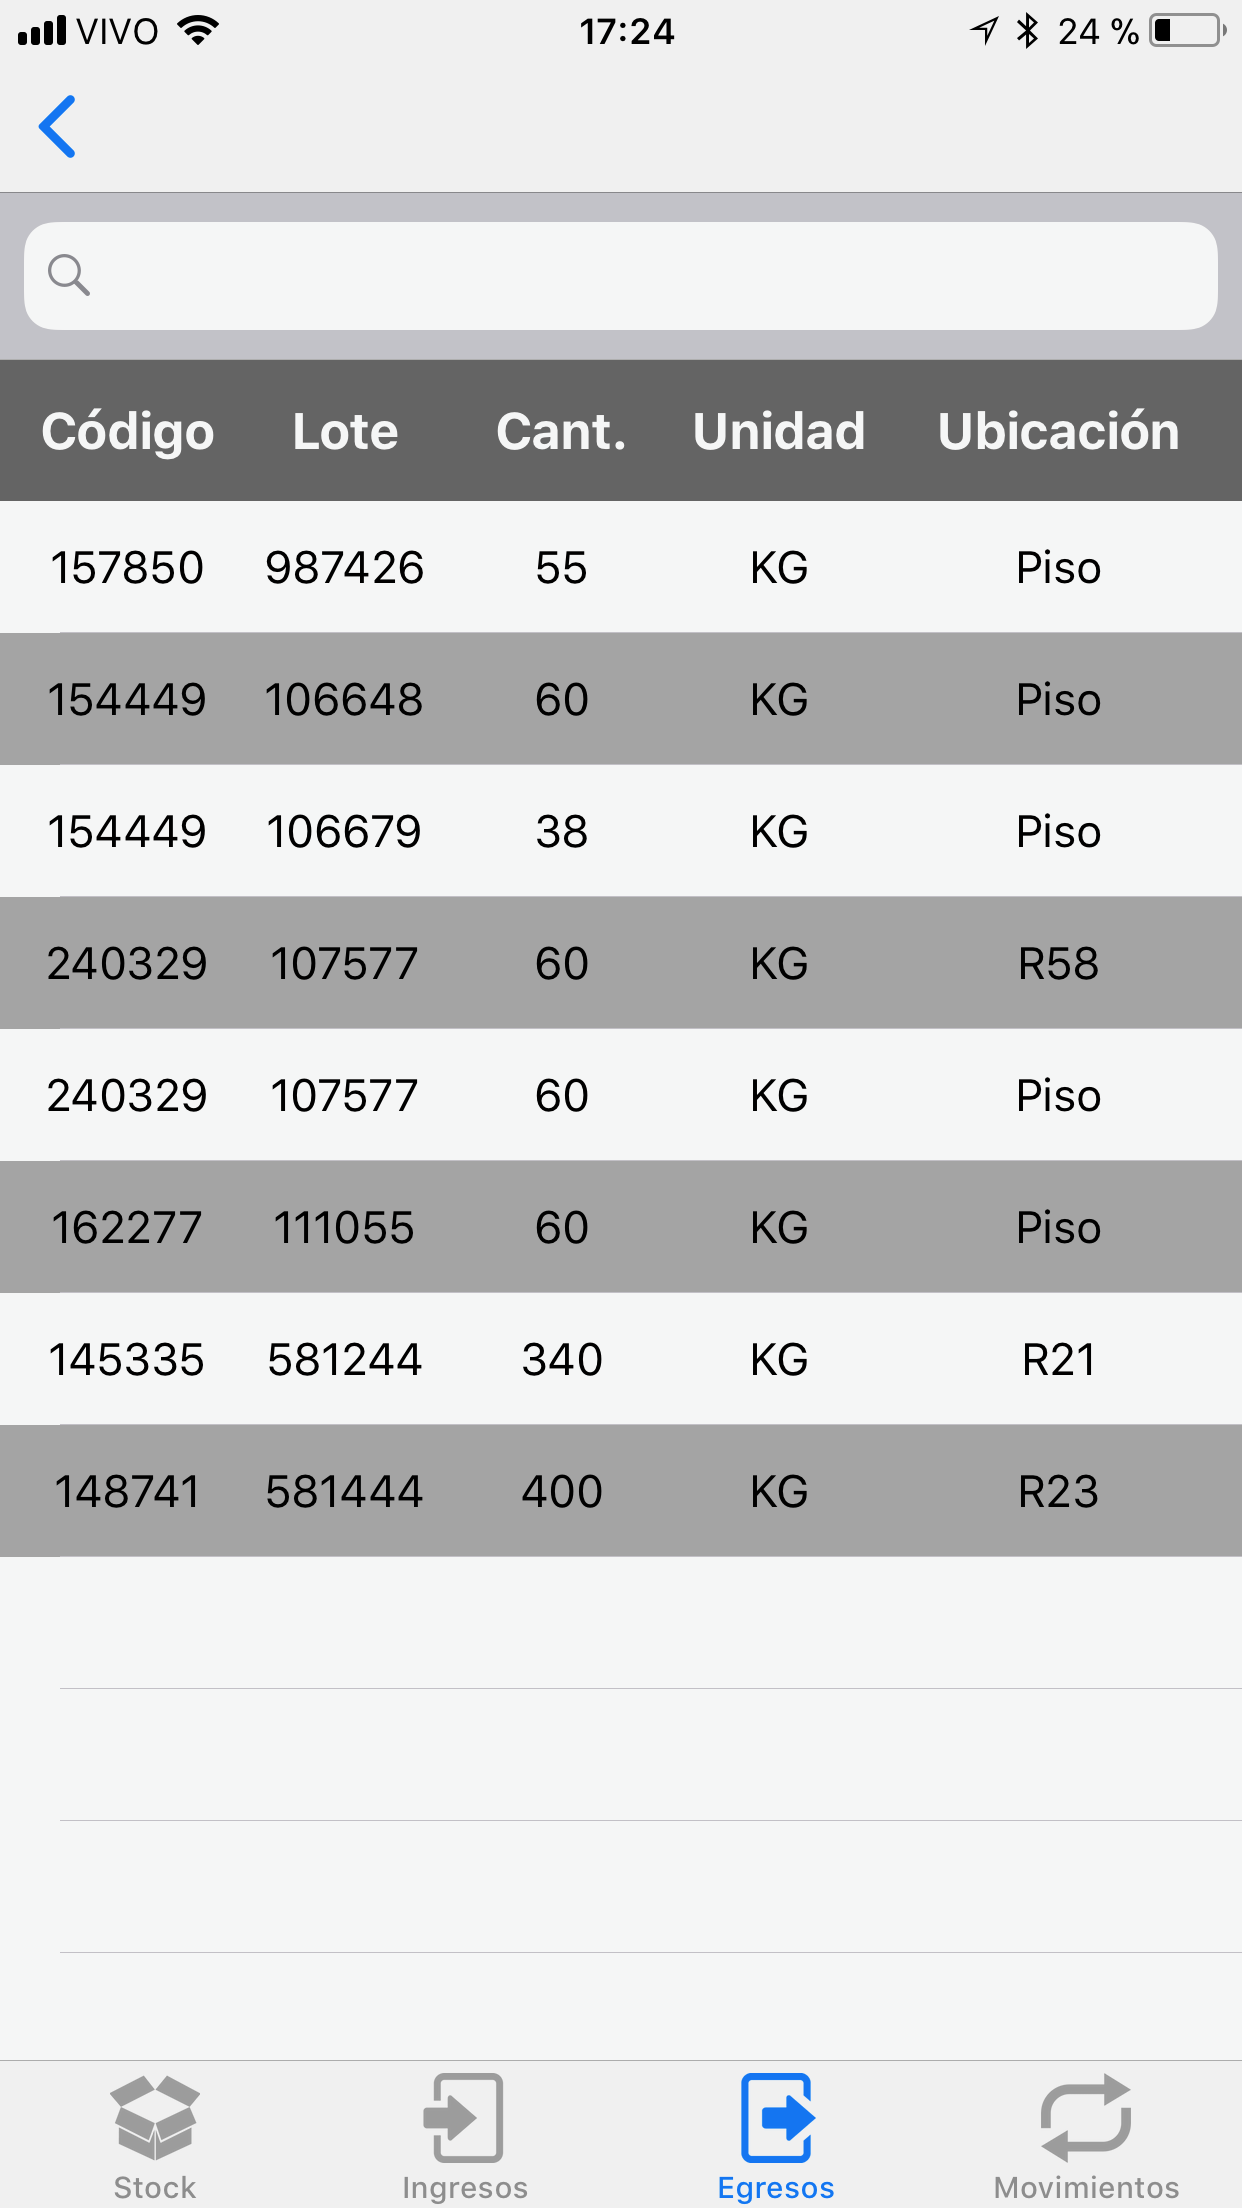 VIVO 17:24 24 %
Código Lote Cant. Unidad Ubicación
157850 987426 55 KG Piso
154449 106648 60 KG Piso
154449 106679 38 KG Piso
240329 107577 60 KG R58
240329 107577 60 KG Piso
162277 111055 60 KG Piso
145335 581244 340 KG R21
148741 581444 400 KG R23
Stock Ingresos Egresos Movimientos